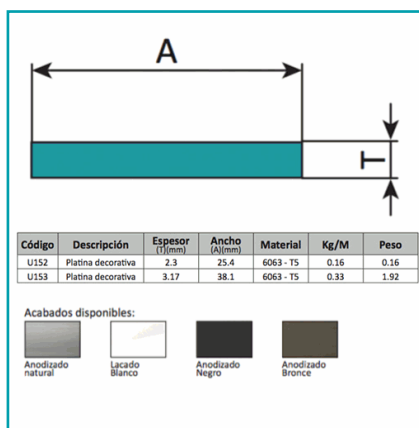 A
T
Código Descripción Espesor (T)(mm) Ancho (A)(mm) Material Kg/M Peso
U152 Platina decorativa 2.3 25.4 6063 - T5 0.16 0.16
U153 Platina decorativa 3.17 38.1 6063 - T5 0.33 1.92
Acabados disponibles:
Anodizado natural
Lacado Blanco
Anodizado Negro
Anodizado Bronce